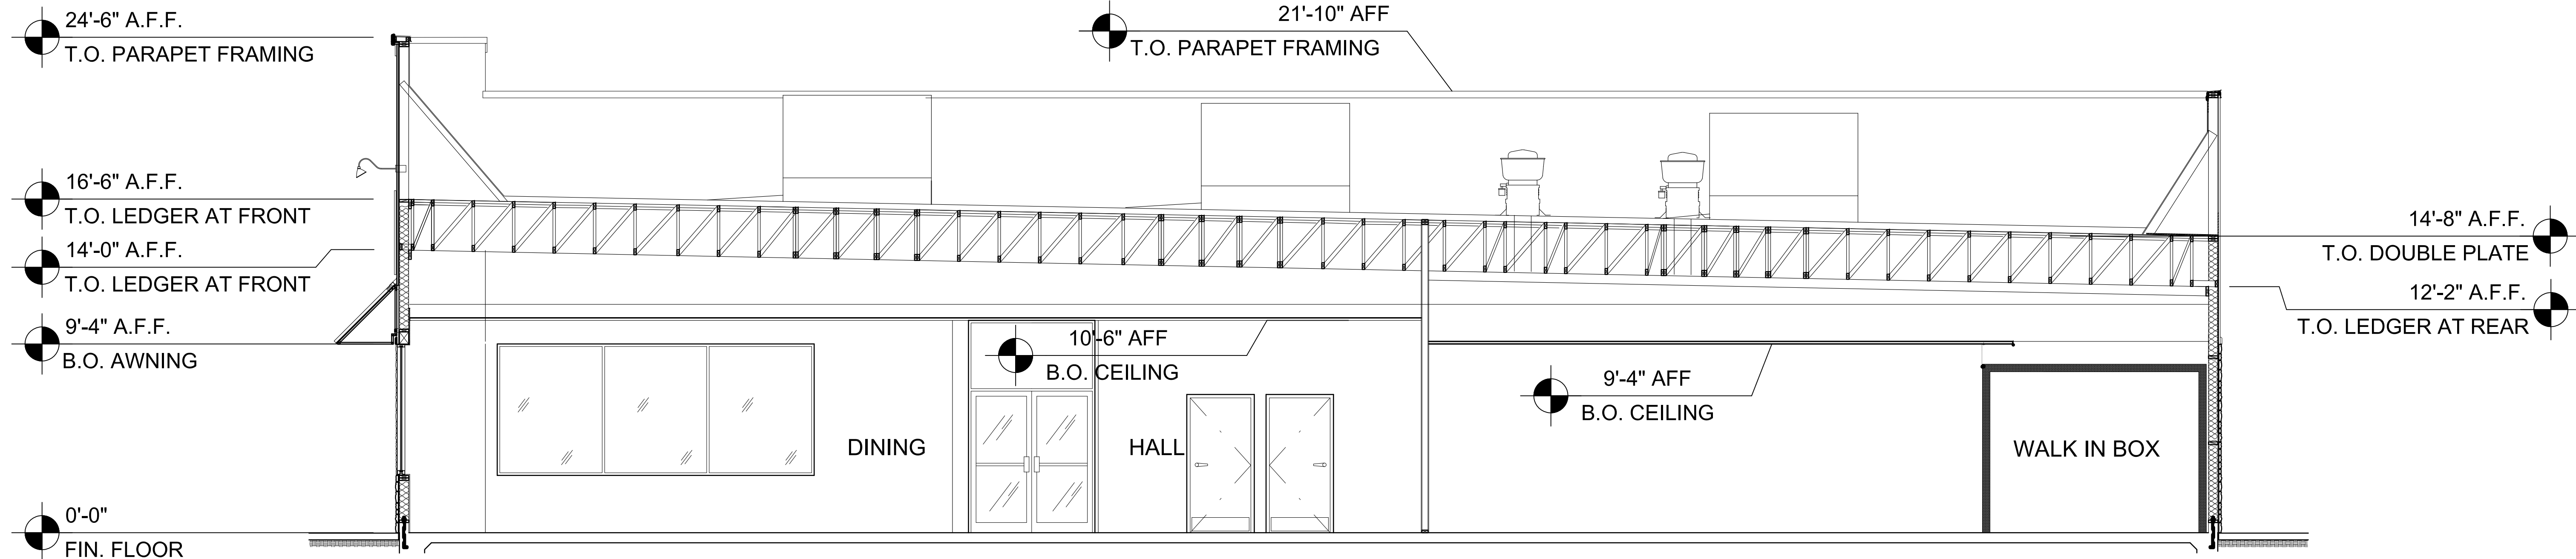 24'-6" A.F.F.
T.O. PARAPET FRAMING
21'-10" AFF
T.O. PARAPET FRAMING
16'-6" A.F.F.
T.O. LEDGER AT FRONT
14'-0" A.F.F.
T.O. LEDGER AT FRONT
14'-8" A.F.F.
T.O. DOUBLE PLATE
12'-2" A.F.F.
T.O. LEDGER AT REAR
9'-4" A.F.F.
B.O. AWNING
10'-6" AFF
B.O. CEILING
9'-4" AFF
B.O. CEILING
DINING
HALL
WALK IN BOX
0'-0"
FIN. FLOOR